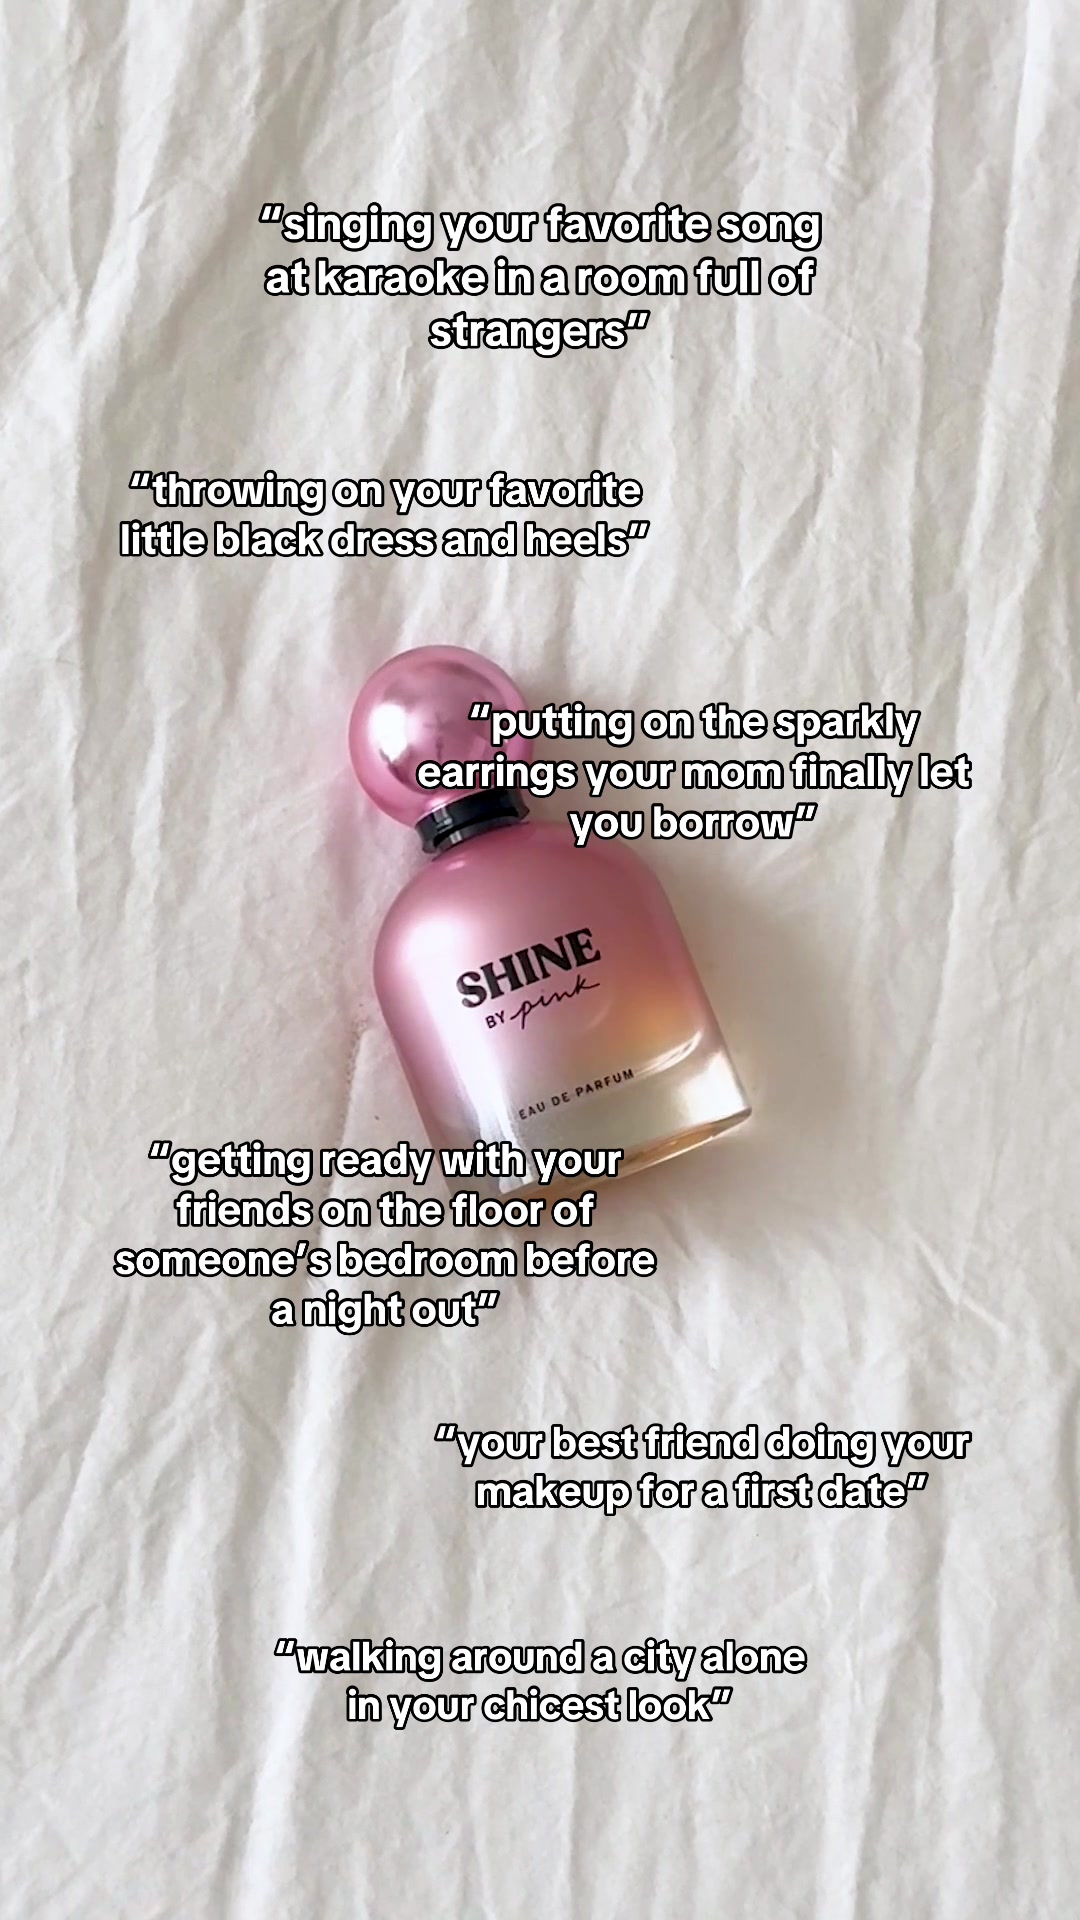 “singing your favorite song
at karaoke in a room full of
strangers”
“throwing on your favorite
little black dress and heels”
“putting on the sparkly
earrings your mom finally let
you borrow”
SHINE
BY pink
EAU DE PARFUM
“getting ready with your
friends on the floor of
someone’s bedroom before
a night out”
“your best friend doing your
makeup for a first date”
“walking around a city alone
in your chicest look”